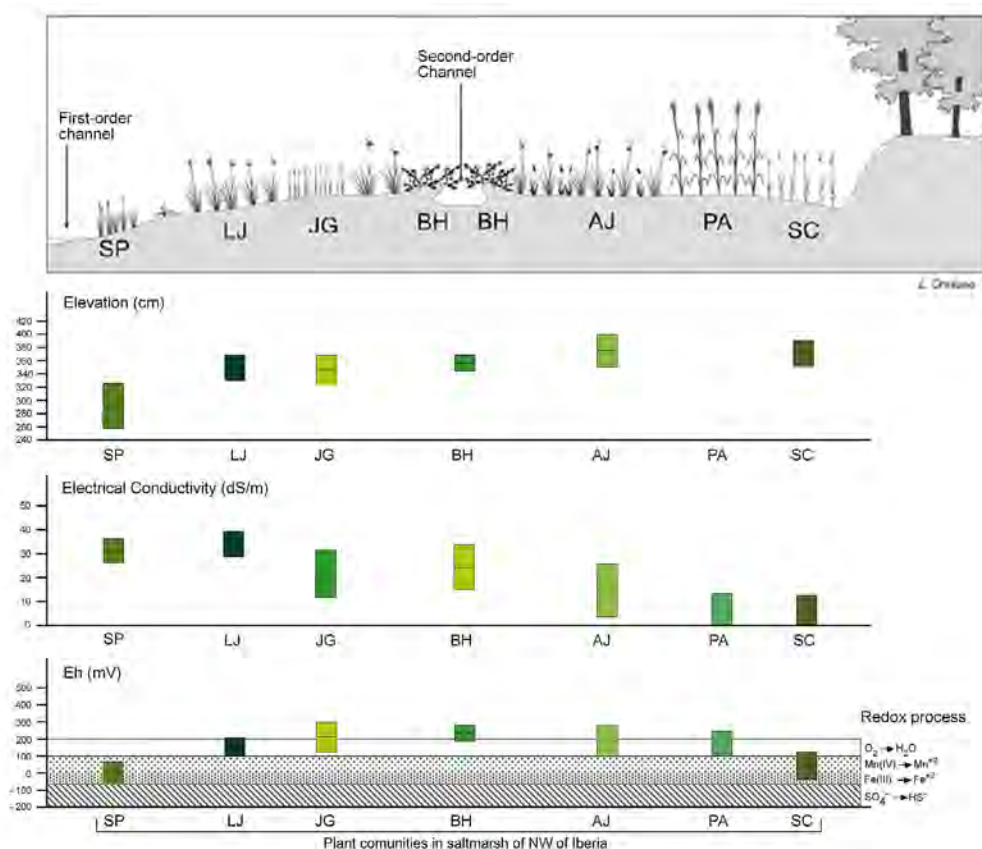 Second-order
Channel
First-order
channel
SP
LJ
JG
BH
BH
AJ
PA
SC
L.
Elevation (cm)
420
400
380
360
340
320
300
280
260
240
SP LJ JG BH AJ PA SC
Electrical Conductivity (dS/m)
50
40
30
20
10
0
SP LJ JG BH AJ PA SC
Eh (mV)
500
400
300
200
100
0
-100
-200
Redox process
O2 → H2O
Mn(IV) → Mn+2
Fe(III) → Fe+2
SO4= → HS-
SP LJ JG BH AJ PA SC
Plant comunities in saltmarsh of NW of Iberia